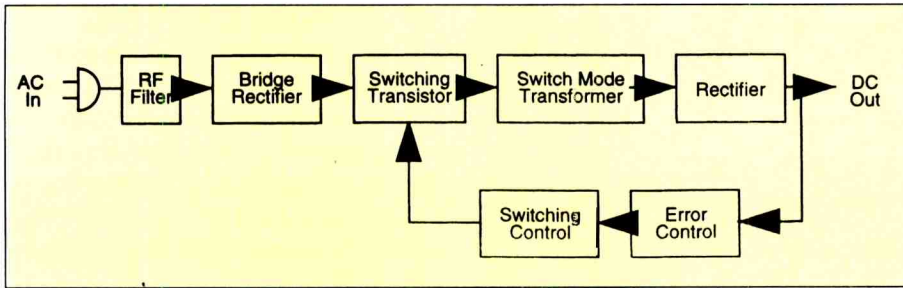 AC
In
RF
Filter
Bridge
Rectifier
Switching
Transistor
Switch Mode
Transformer
Rectifier
DC
Out
Switching
Control
Error
Control